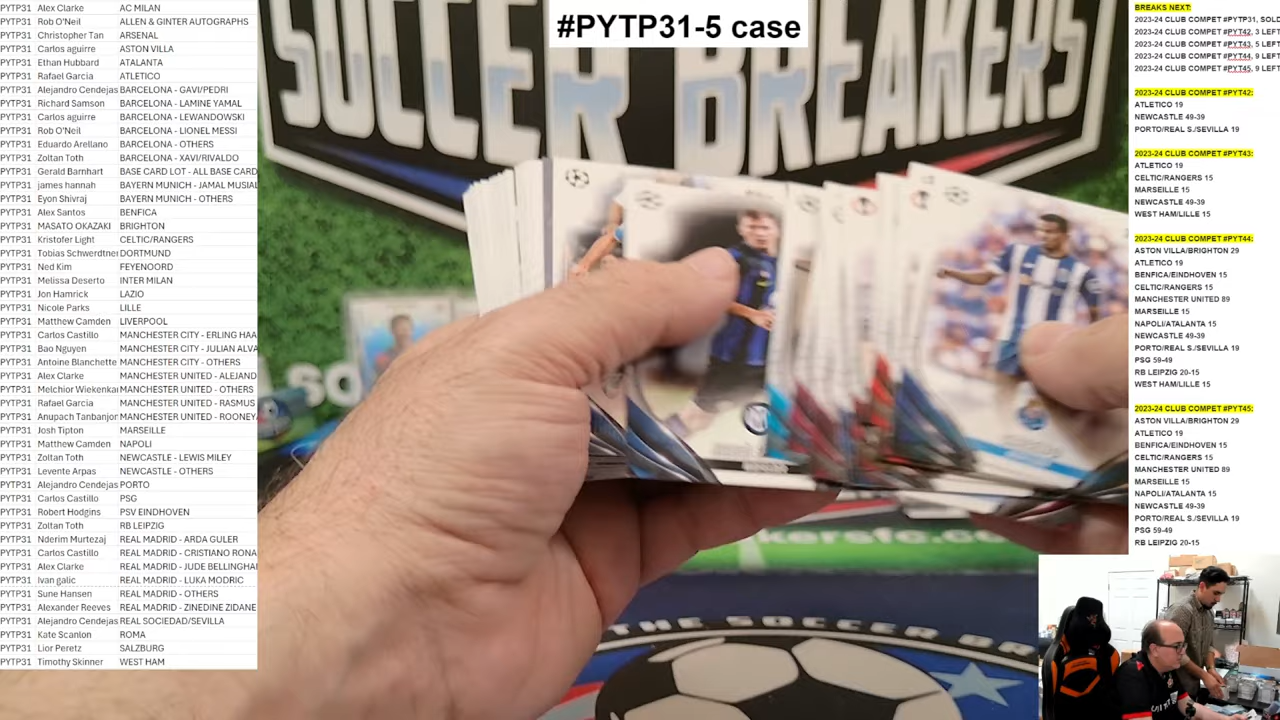 #PYTP31-5 case
PYTP31 Alex Clarke AC MILAN
PYTP31 Rob O'Neil ALLEN & GINTER AUTOGRAPHS
PYTP31 Christopher Tan ARSENAL
PYTP31 Carlos aguirre ASTON VILLA
PYTP31 Ethan Hubbard ATALANTA
PYTP31 Rafael Garcia ATLETICO
PYTP31 Alejandro Cendejas BARCELONA - GAVI/PEDRI
PYTP31 Richard Samson BARCELONA - LAMINE YAMAL
PYTP31 Carlos aguirre BARCELONA - LEWANDOWSKI
PYTP31 Rob O'Neil BARCELONA - LIONEL MESSI
PYTP31 Eduardo Arellano BARCELONA - OTHERS
PYTP31 Zoltan Toth BARCELONA - XAVI/RIVALDO
PYTP31 Gerald Barnhart BASE CARD LOT - ALL BASE CARD
PYTP31 james hannah BAYERN MUNICH - JAMAL MUSIAL
PYTP31 Eyon Shivraj BAYERN MUNICH - OTHERS
PYTP31 Alex Santos BENFICA
PYTP31 MASATO OKAZAKI BRIGHTON
PYTP31 Kristofer Light CELTIC/RANGERS
PYTP31 Tobias Schwerdtner DORTMUND
PYTP31 Ned Kim FEYENOORD
PYTP31 Melissa Deserto INTER MILAN
PYTP31 Jon Hamrick LAZIO
PYTP31 Nicole Parks LILLE
PYTP31 Matthew Camden LIVERPOOL
PYTP31 Carlos Castillo MANCHESTER CITY - ERLING HAA
PYTP31 Bao Nguyen MANCHESTER CITY - JULIAN ALVA
PYTP31 Antoine Blanchette MANCHESTER CITY - OTHERS
PYTP31 Alex Clarke MANCHESTER UNITED - ALEJAND
PYTP31 Melchior Wiekenka MANCHESTER UNITED - OTHERS
PYTP31 Rafael Garcia MANCHESTER UNITED - RASMUS
PYTP31 Anupach Tanbanjor MANCHESTER UNITED - ROONEY
PYTP31 Josh Tipton MARSEILLE
PYTP31 Matthew Camden NAPOLI
PYTP31 Zoltan Toth NEWCASTLE - LEWIS MILEY
PYTP31 Levente Arpas NEWCASTLE - OTHERS
PYTP31 Alejandro Cendejas PORTO
PYTP31 Carlos Castillo PSG
PYTP31 Robert Hodgins PSV EINDHOVEN
PYTP31 Zoltan Toth RB LEIPZIG
PYTP31 Nderim Murtezaj REAL MADRID - ARDA GULER
PYTP31 Carlos Castillo REAL MADRID - CRISTIANO RONA
PYTP31 Alex Clarke REAL MADRID - JUDE BELLINGHA
PYTP31 Ivan galic REAL MADRID - LUKA MODRIC
PYTP31 Sune Hansen REAL MADRID - OTHERS
PYTP31 Alexander Reeves REAL MADRID - ZINEDINE ZIDANE
PYTP31 Alejandro Cendejas REAL SOCIEDAD/SEVILLA
PYTP31 Kate Scanlon ROMA
PYTP31 Lior Peretz SALZBURG
PYTP31 Timothy Skinner WEST HAM
SOCCER BREAKERS
kersfc.com
THE SOCCER BR
BREAKS NEXT:
2023-24 CLUB COMPET #PYTP31, SOLD
2023-24 CLUB COMPET #PYT42, 3 LEFT
2023-24 CLUB COMPET #PYT43, 5 LEFT
2023-24 CLUB COMPET #PYT44, 9 LEFT
2023-24 CLUB COMPET #PYT45, 9 LEFT
2023-24 CLUB COMPET #PYT42:
ATLETICO 19
NEWCASTLE 49-39
PORTO/REAL S./SEVILLA 19
2023-24 CLUB COMPET #PYT43:
ATLETICO 19
CELTIC/RANGERS 15
MARSEILLE 15
NEWCASTLE 49-39
WEST HAM/LILLE 15
2023-24 CLUB COMPET #PYT44:
ASTON VILLA/BRIGHTON 29
ATLETICO 19
BENFICA/EINDHOVEN 15
CELTIC/RANGERS 15
MANCHESTER UNITED 89
MARSEILLE 15
NAPOLI/ATALANTA 15
NEWCASTLE 49-39
PORTO/REAL S./SEVILLA 19
PSG 59-49
RB LEIPZIG 20-15
WEST HAM/LILLE 15
2023-24 CLUB COMPET #PYT45:
ASTON VILLA/BRIGHTON 29
ATLETICO 19
BENFICA/EINDHOVEN 15
CELTIC/RANGERS 15
MANCHESTER UNITED 89
MARSEILLE 15
NAPOLI/ATALANTA 15
NEWCASTLE 49-39
PORTO/REAL S./SEVILLA 19
PSG 59-49
RB LEIPZIG 20-15